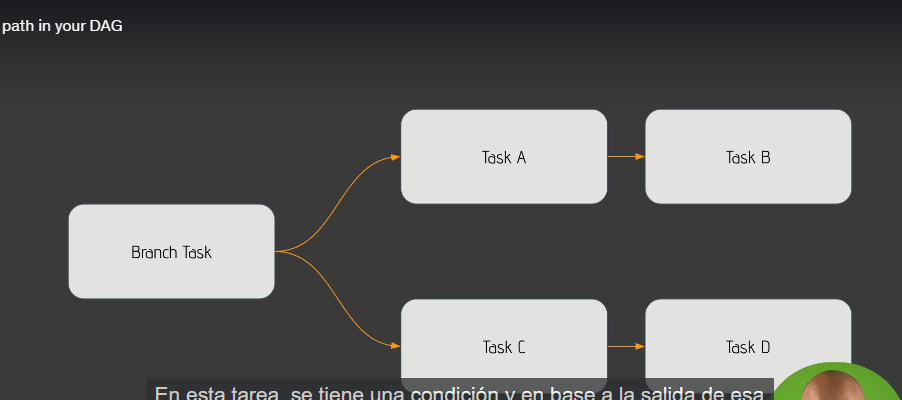 path in your DAG
Task A
Task B
Branch Task
Task C
Task D
En esta tarea, se tiene una condición y en base a la salida de esa